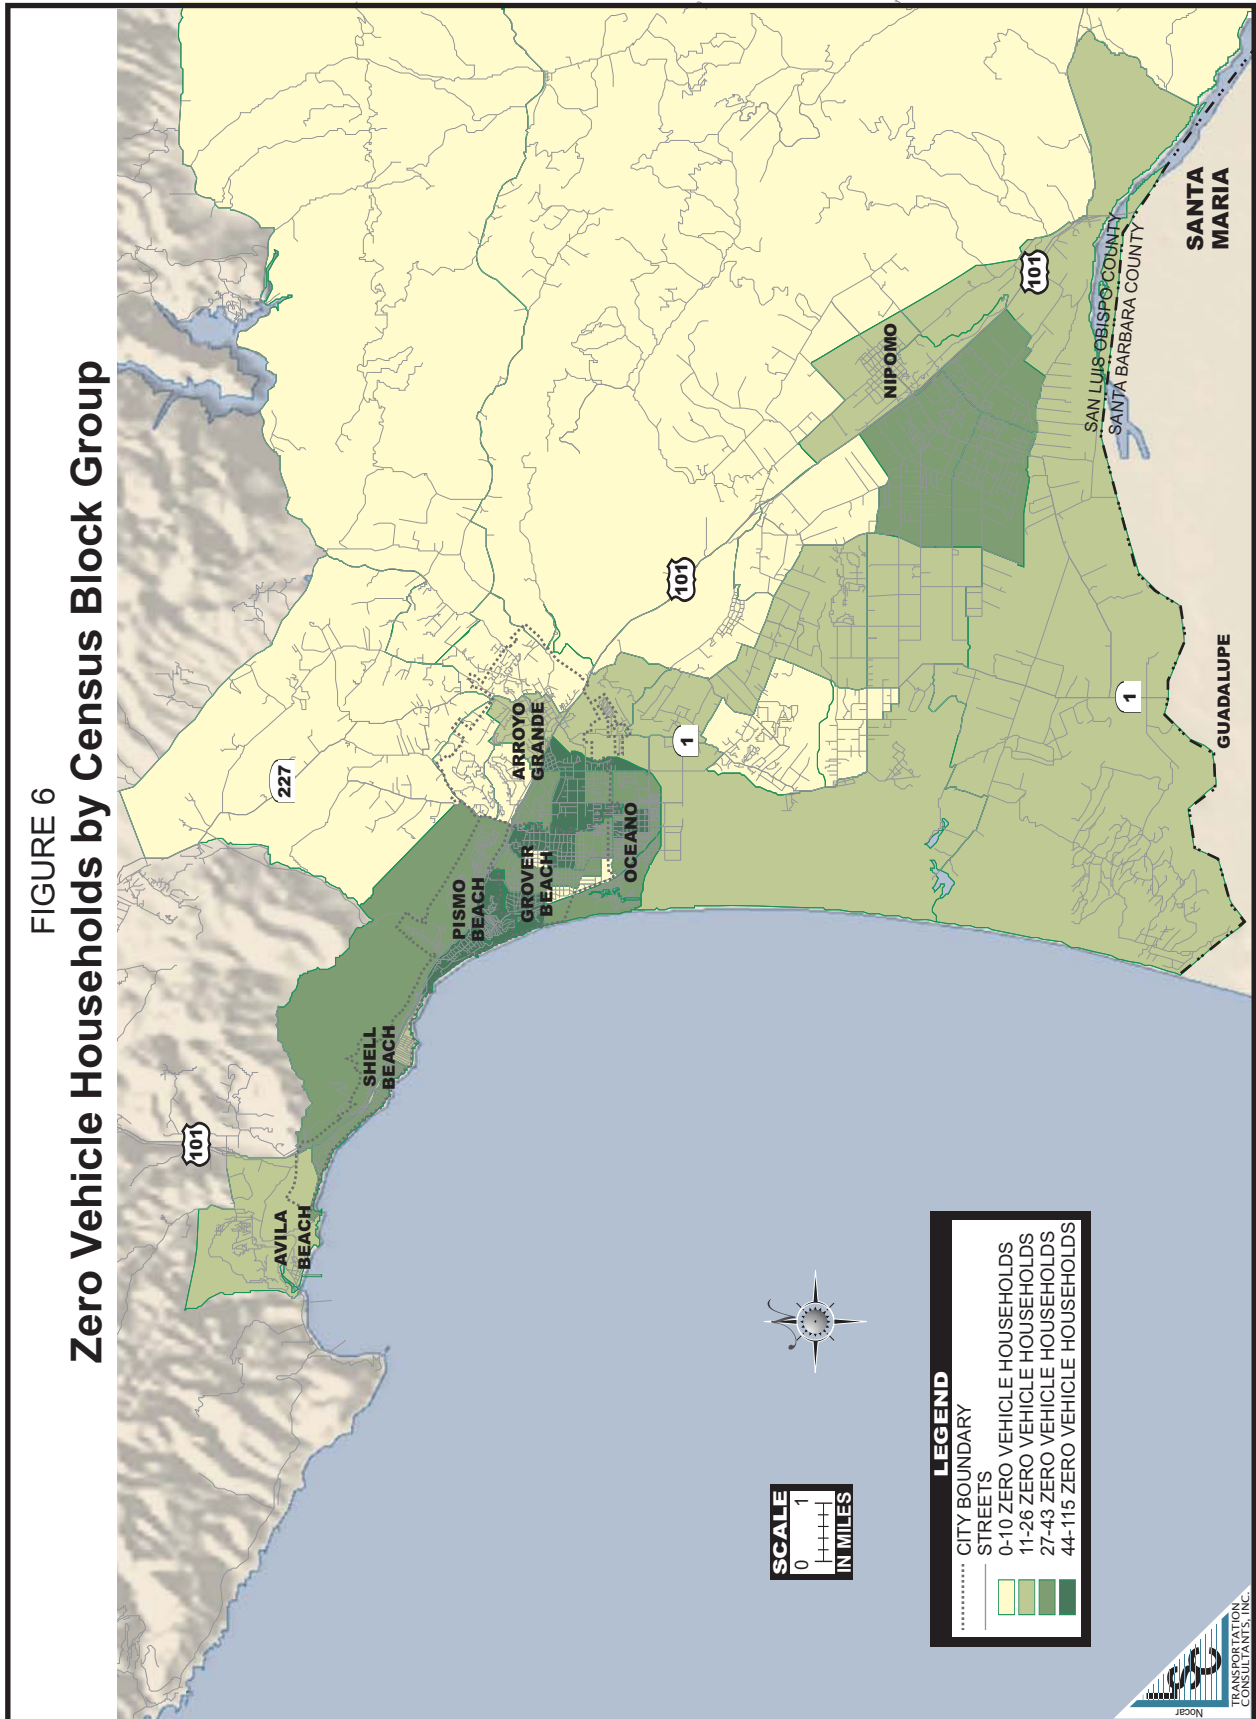 FIGURE 6
Zero Vehicle Households by Census Block Group
101
AVILA
BEACH
SHELL
BEACH
227
PISMO
BEACH
GROVER
BEACH
ARROYO
GRANDE
OCEANO
1
101
NIPOMO
101
1
SAN LUIS OBISPO COUNTY
SANTA BARBARA COUNTY
SANTA
MARIA
GUADALUPE
SCALE
0 1
IN MILES
LEGEND
CITY BOUNDARY
STREETS
0-10 ZERO VEHICLE HOUSEHOLDS
11-26 ZERO VEHICLE HOUSEHOLDS
27-43 ZERO VEHICLE HOUSEHOLDS
44-115 ZERO VEHICLE HOUSEHOLDS
Nocar
LSC
TRANSPORTATION
CONSULTANTS, INC.